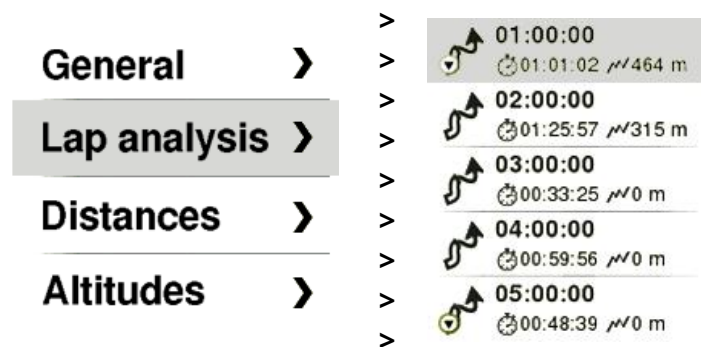 General ❯
Lap analysis ❯
Distances ❯
Altitudes ❯
>
>
>
>
>
>
>
>
>
01:00:00
01:01:02 464 m
02:00:00
01:25:57 315 m
03:00:00
00:33:25 0 m
04:00:00
00:59:56 0 m
05:00:00
00:48:39 0 m